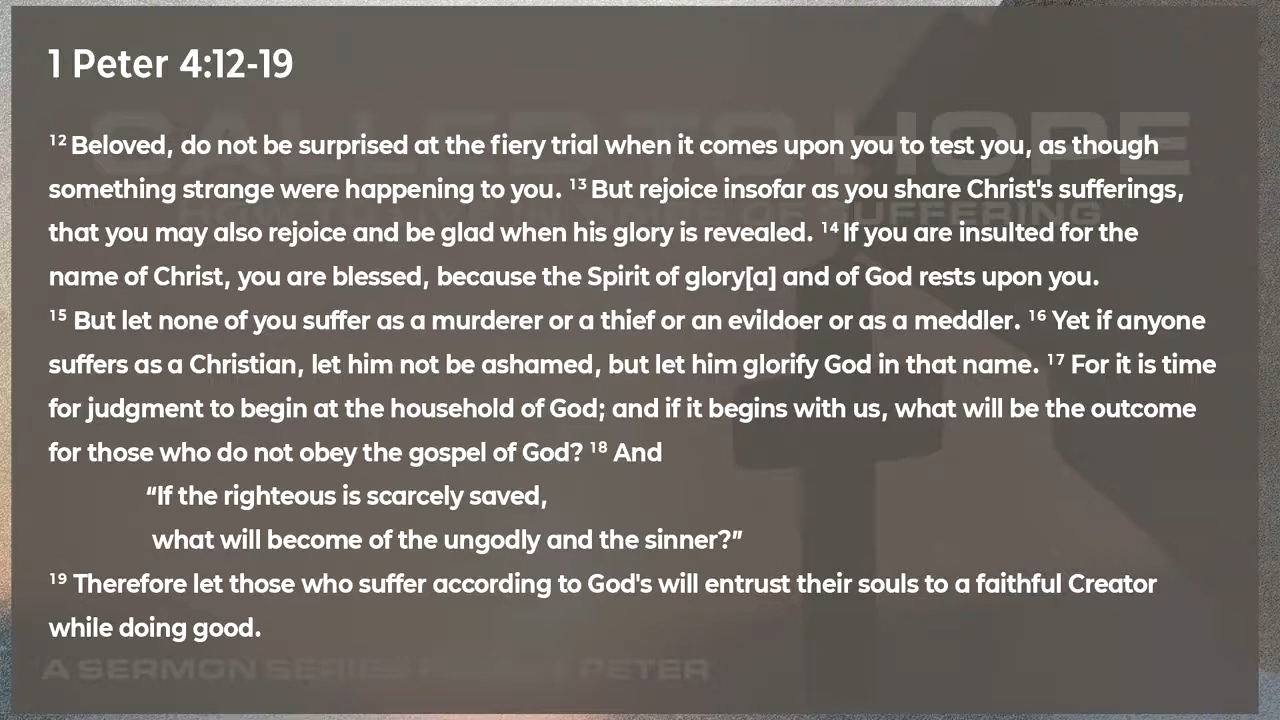 1 Peter 4:12-19
CALLED TO HOPE
¹² Beloved, do not be surprised at the fiery trial when it comes upon you to test you, as though
something strange were happening to you. ¹³ But rejoice insofar as you share Christ's sufferings,
SUFFERING
that you may also rejoice and be glad when his glory is revealed. ¹⁴ If you are insulted for the
name of Christ, you are blessed, because the Spirit of glory[a] and of God rests upon you.
¹⁵ But let none of you suffer as a murderer or a thief or an evildoer or as a meddler. ¹⁶ Yet if anyone
suffers as a Christian, let him not be ashamed, but let him glorify God in that name. ¹⁷ For it is time
for judgment to begin at the household of God; and if it begins with us, what will be the outcome
for those who do not obey the gospel of God? ¹⁸ And
“If the righteous is scarcely saved,
what will become of the ungodly and the sinner?”
¹⁹ Therefore let those who suffer according to God's will entrust their souls to a faithful Creator
while doing good.
A SERMON SERIES PETER